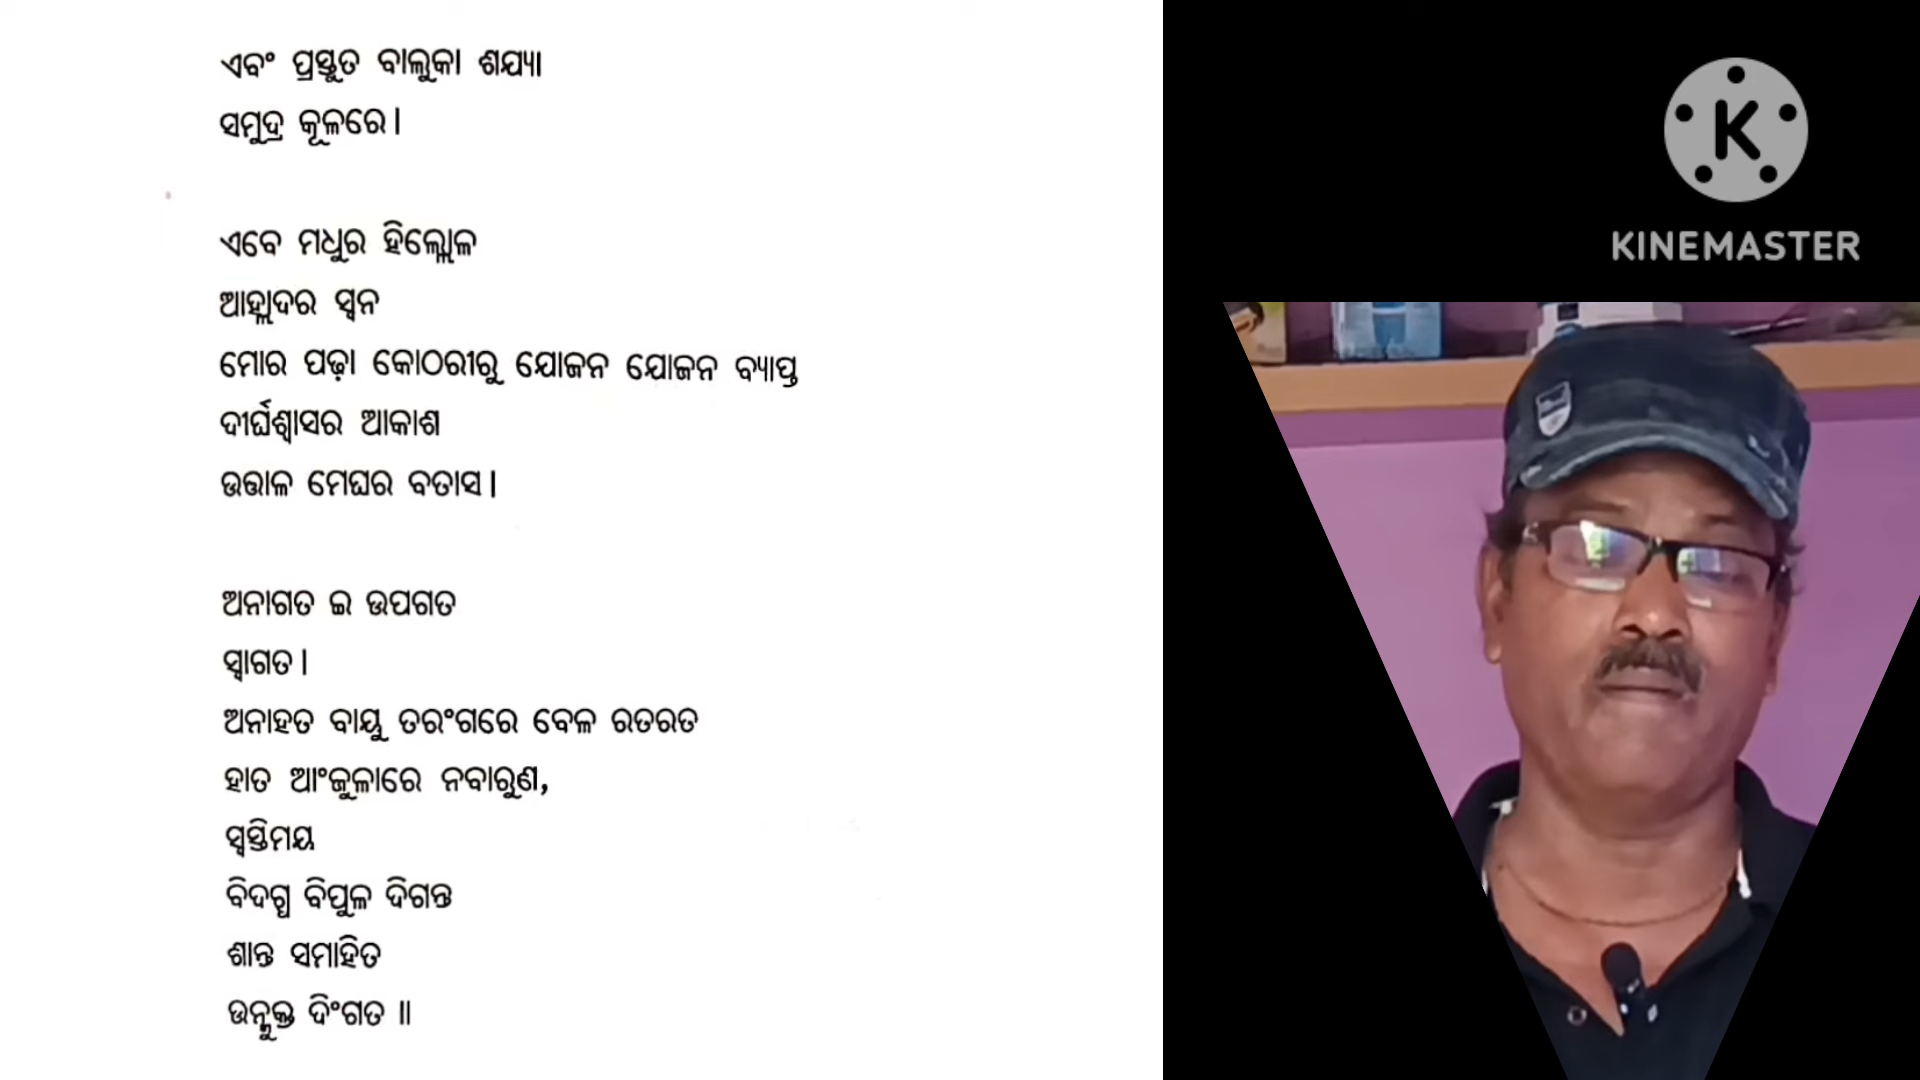 ଏବଂ ପ୍ରସ୍ତୁତ ବାଲୁକା ଶଯ୍ୟା
ସମୁଦ୍ର କୂଳରେ।
ଏବେ ମଧୁର ହିଲ୍ଲୋଳ
ଆହ୍ଲାଦର ସ୍ୱନ
ମୋର ପଢ଼ା କୋଠରୀରୁ ଯୋଜନ ଯୋଜନ ବ୍ୟାପ୍ତ
ଦୀର୍ଘଶ୍ୱାସର ଆକାଶ
ଉତ୍ତାଳ ମେଘର ବତାସ।
ଅନାଗତ ଇ ଉପଗତ
ସ୍ୱାଗତ।
ଅନାହତ ବାୟୁ ତରଂଗରେ ବେଳ ରତରତ
ହାତ ଆଂଜୁଳାରେ ନବାରୁଣ,
ସ୍ୱସ୍ତିମୟ
ବିଦଗ୍ଧ ବିପୁଳ ଦିଗନ୍ତ
ଶାନ୍ତ ସମାହିତ
ଉନ୍ମୁକ୍ତ ଦିଂଗତ ॥
K
KINEMASTER